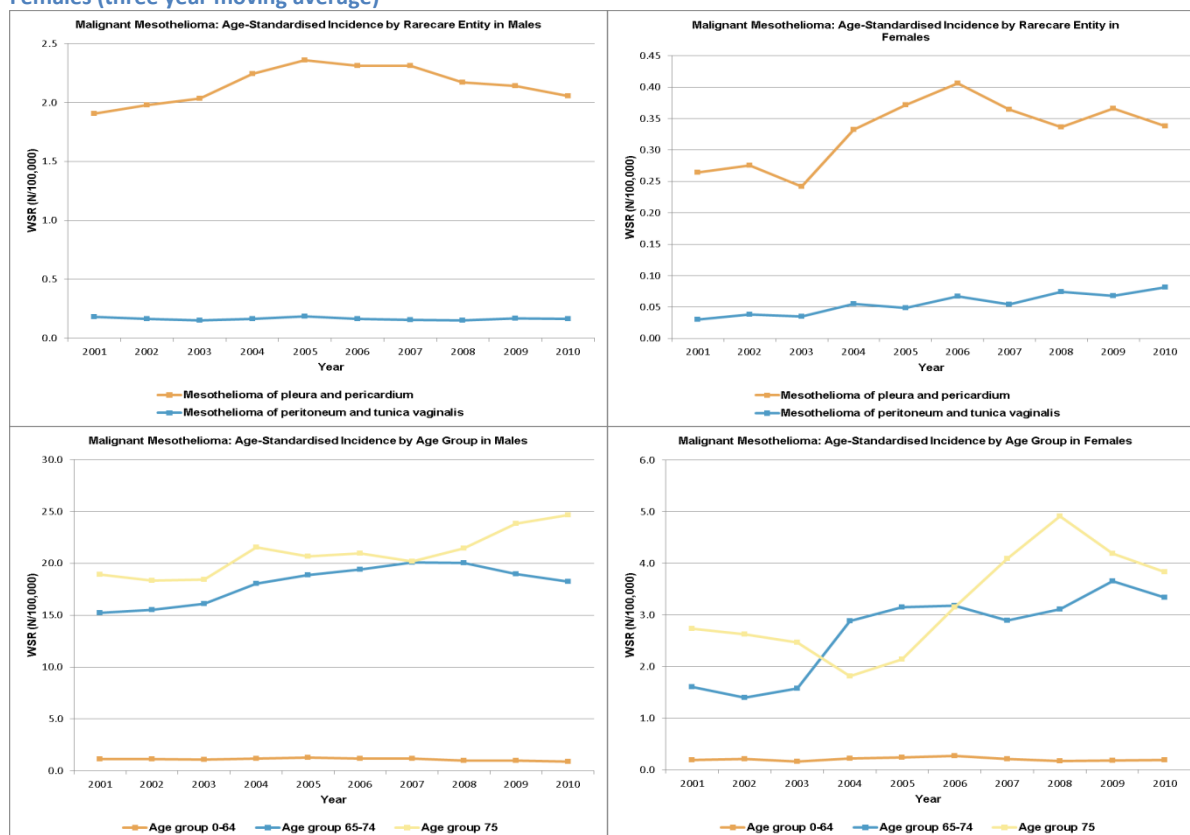 Females (three year moving average)
Malignant Mesothelioma: Age-Standardised Incidence by Rarecare Entity in Males
2.5
2.0
1.5
1.0
0.5
0.0
WSR (N/100,000)
2001 2002 2003 2004 2005 2006 2007 2008 2009 2010
Year
Mesothelioma of pleura and pericardium
Mesothelioma of peritoneum and tunica vaginalis
Malignant Mesothelioma: Age-Standardised Incidence by Rarecare Entity in
Females
0.45
0.40
0.35
0.30
0.25
0.20
0.15
0.10
0.05
0.00
WSR (N/100,000)
2001 2002 2003 2004 2005 2006 2007 2008 2009 2010
Year
Mesothelioma of pleura and pericardium
Mesothelioma of peritoneum and tunica vaginalis
Malignant Mesothelioma: Age-Standardised Incidence by Age Group in Males
30.0
25.0
20.0
15.0
10.0
5.0
0.0
WSR (N/100,000)
2001 2002 2003 2004 2005 2006 2007 2008 2009 2010
Year
Age group 0-64 Age group 65-74 Age group 75
Malignant Mesothelioma: Age-Standardised Incidence by Age Group in Females
6.0
5.0
4.0
3.0
2.0
1.0
0.0
WSR (N/100,000)
2001 2002 2003 2004 2005 2006 2007 2008 2009 2010
Year
Age group 0-64 Age group 65-74 Age group 75